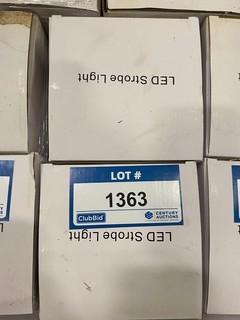 LED Strobe Light
LOT #
1363
ClubBid
CENTURY
AUCTIONS
LED Strobe Light